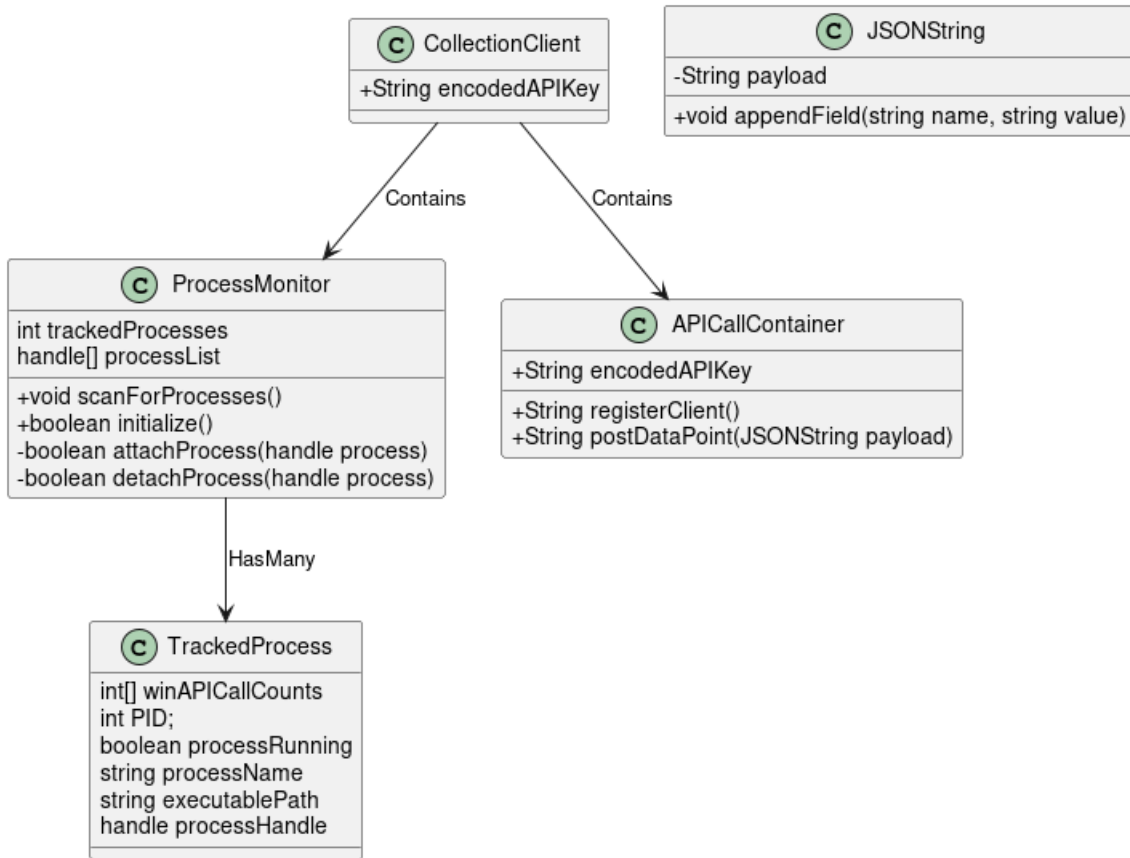 C CollectionClient
+String encodedAPIKey
C JSONString
-String payload
+void appendField(string name, string value)
Contains
Contains
C ProcessMonitor
int trackedProcesses
handle[] processList
+void scanForProcesses()
+boolean initialize()
-boolean attachProcess(handle process)
-boolean detachProcess(handle process)
C APICallContainer
+String encodedAPIKey
+String registerClient()
+String postDataPoint(JSONString payload)
HasMany
C TrackedProcess
int[] winAPICallCounts
int PID;
boolean processRunning
string processName
string executablePath
handle processHandle